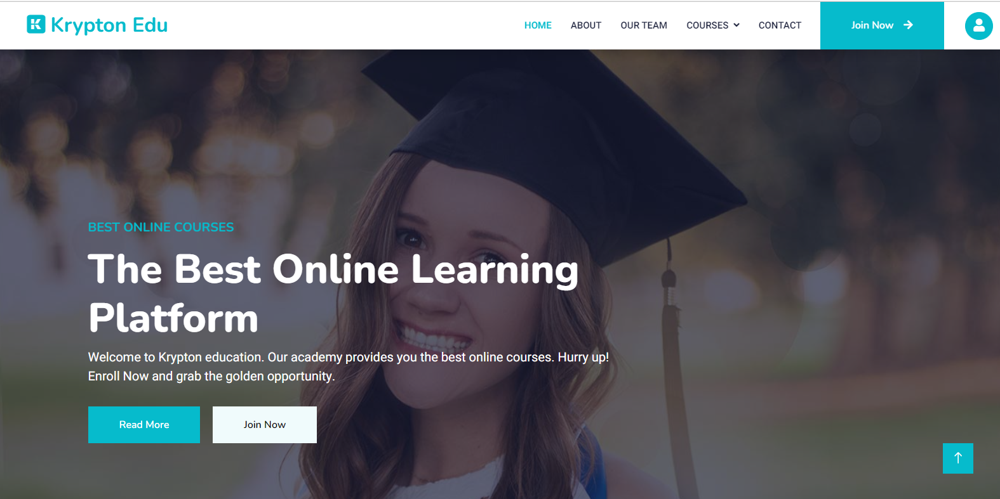 Krypton Edu
HOME ABOUT OUR TEAM COURSES CONTACT Join Now
BEST ONLINE COURSES
The Best Online Learning
Platform
Welcome to Krypton education. Our academy provides you the best online courses. Hurry up!
Enroll Now and grab the golden opportunity.
Read More Join Now